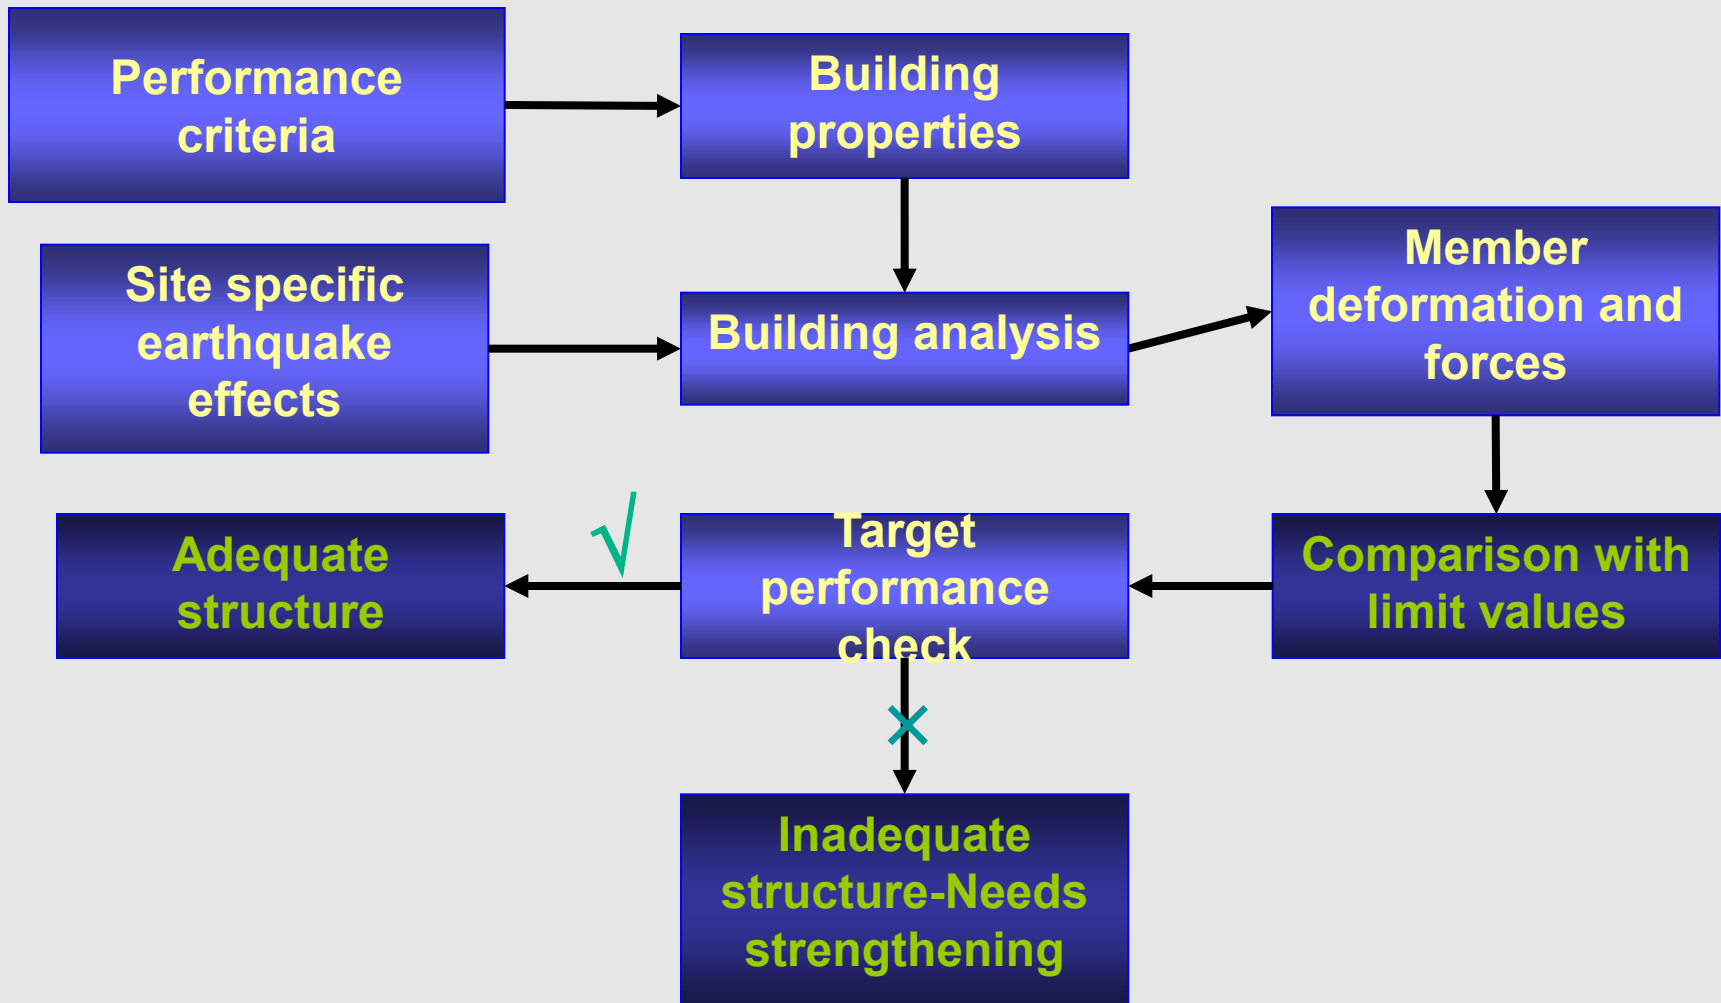 Performance
criteria
Building
properties
Site specific
earthquake
effects
Building analysis
Member
deformation and
forces
Adequate
structure
√
Target
performance
check
Comparison with
limit values
×
Inadequate
structure-Needs
strengthening